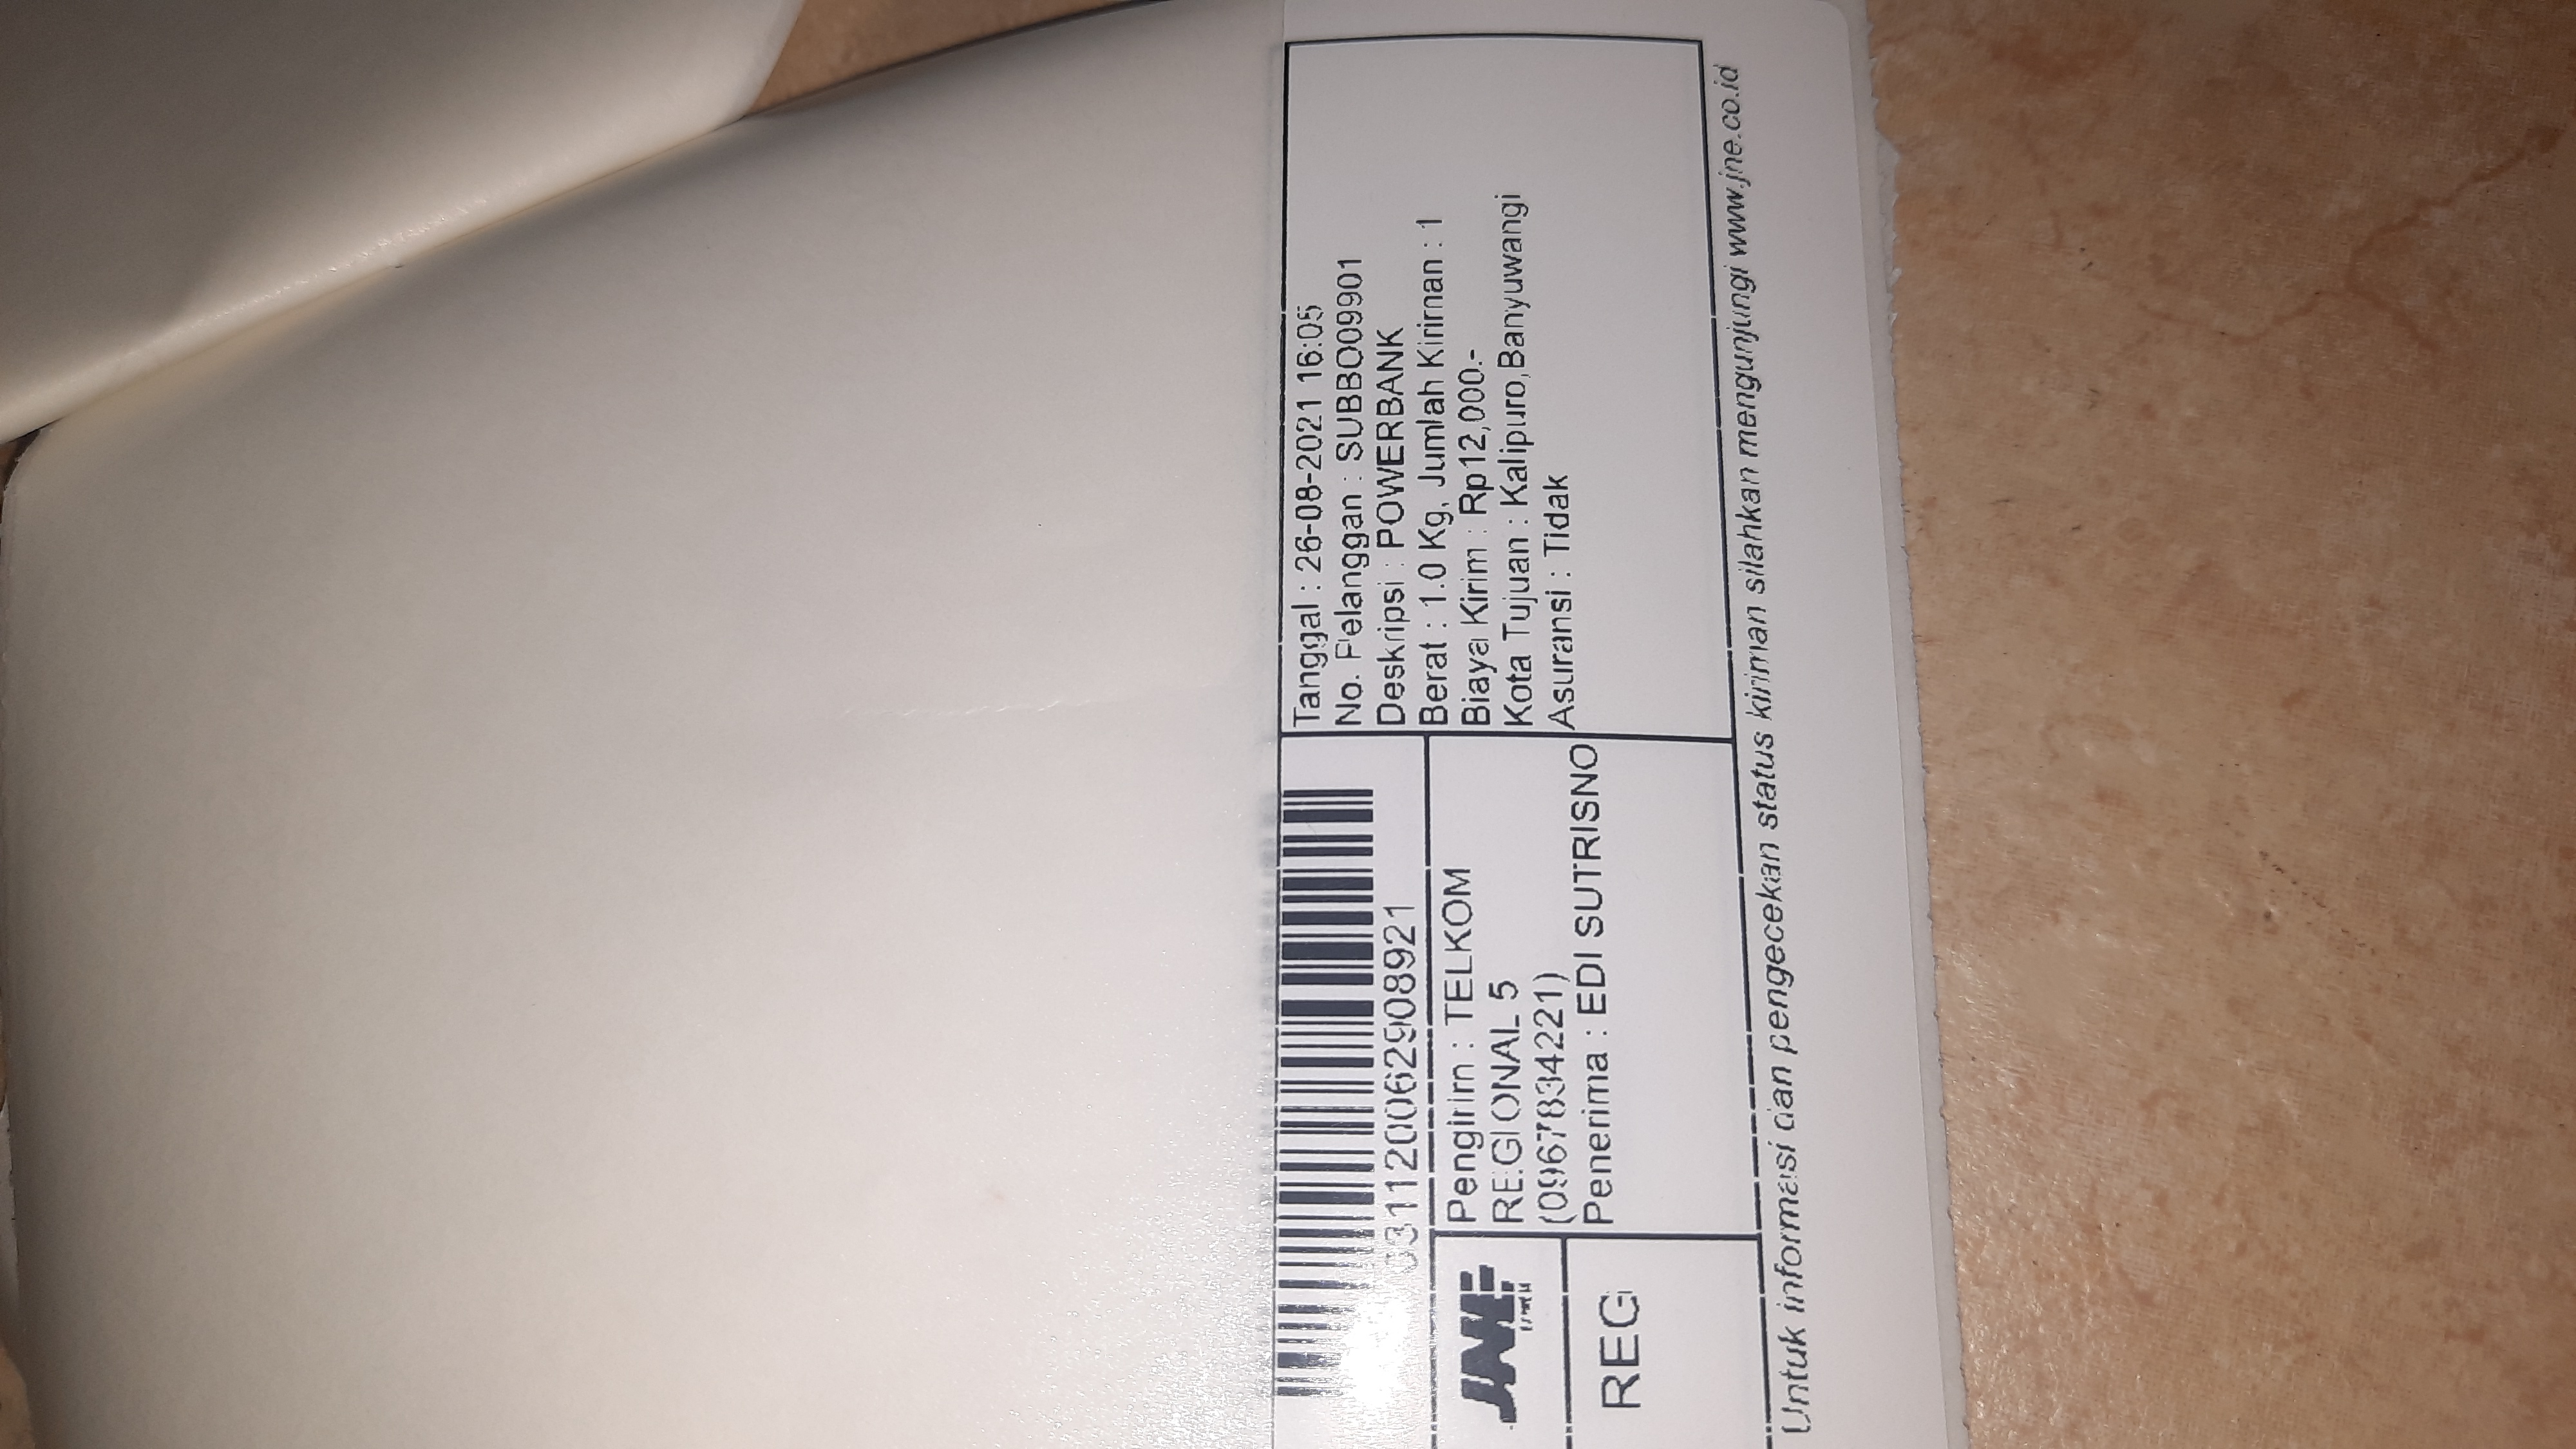 031120062908921
JNE
REG
Pengirim : TELKOM
REGIONAL 5
(0967834221)
Penerima : EDI SUTRISNO
Tanggal : 26-08-2021 16:05
No. Pelanggan : SUBBO09901
Deskripsi : POWERBANK
Berat : 1.0 Kg, Jumlah Kiriman : 1
Biaya Kirim : Rp12,000.-
Kota Tujuan : Kalipuro,Banyuwangi
Asuransi : Tidak
Untuk informasi dan pengecekan status kiriman silahkan mengunjungi www.jne.co.id